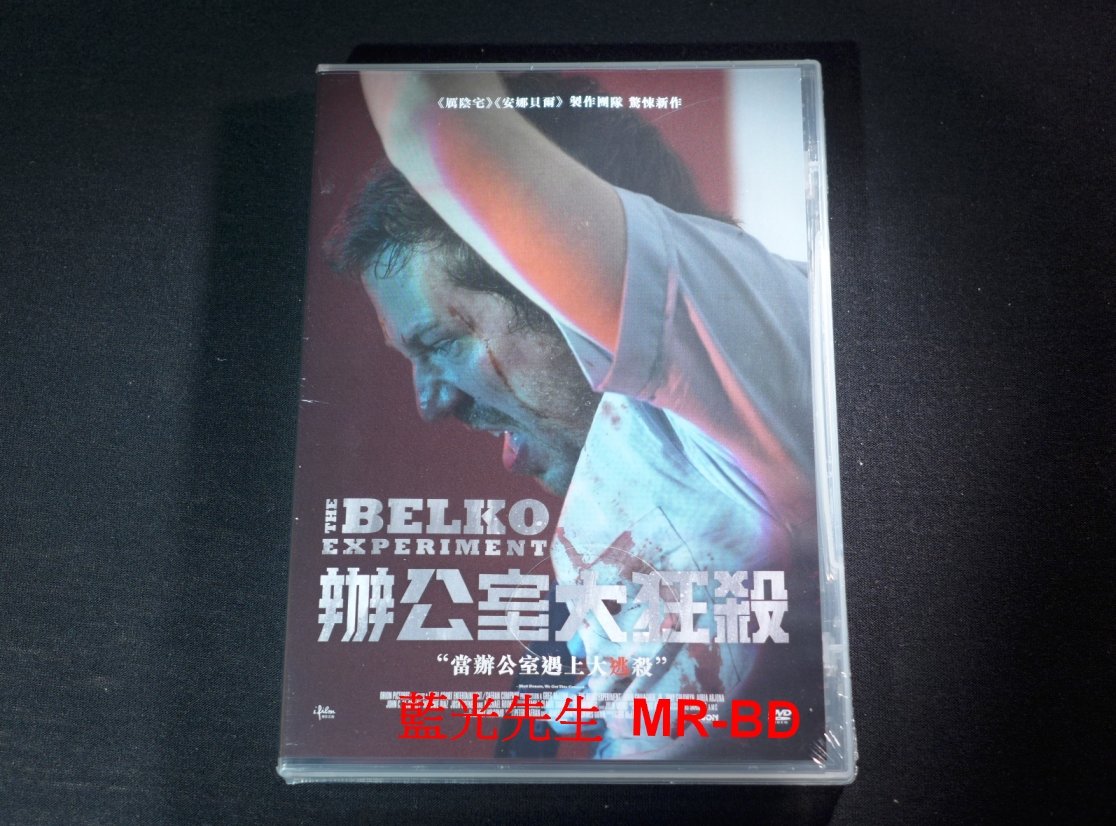 《厲陰宅》《安娜貝爾》 製作團隊 驚悚新作
THE
BELKO
EXPERIMENT
辦公室大狂殺
“當辦公室遇上大逃殺”
ifilm
藍光先生 MR-BD